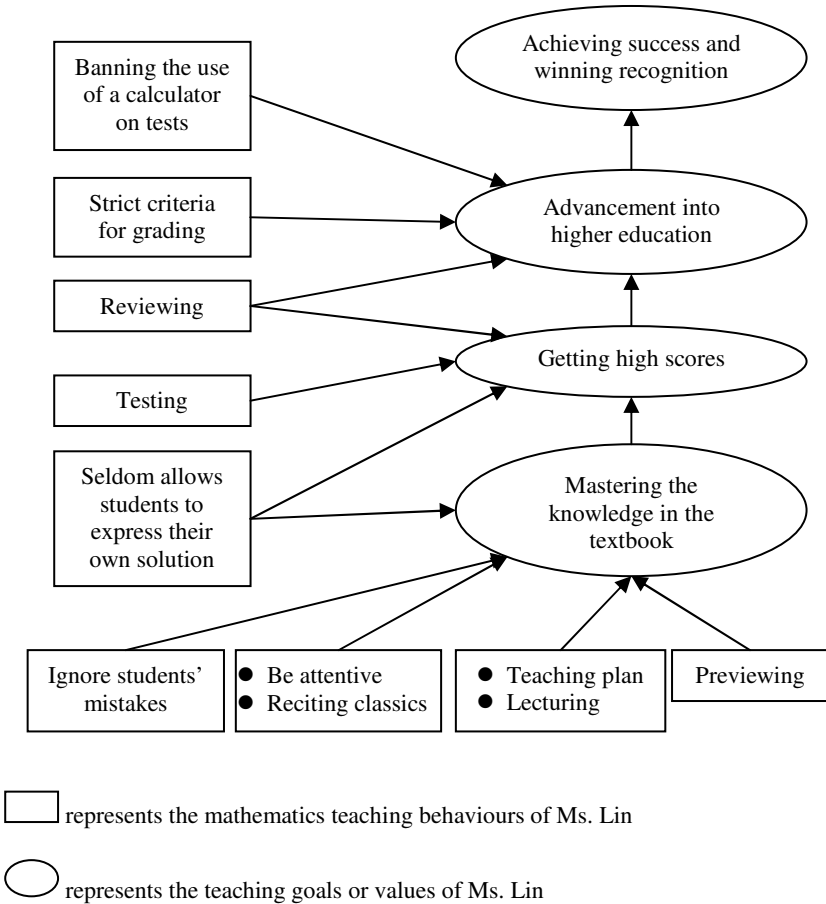 Achieving success and
winning recognition
Banning the use
of a calculator
on tests
Strict criteria
for grading
Advancement into
higher education
Reviewing
Getting high scores
Testing
Seldom allows
students to
express their
own solution
Mastering the
knowledge in the
textbook
Ignore students’
mistakes
● Be attentive
● Reciting classics
● Teaching plan
● Lecturing
Previewing
represents the mathematics teaching behaviours of Ms. Lin
represents the teaching goals or values of Ms. Lin